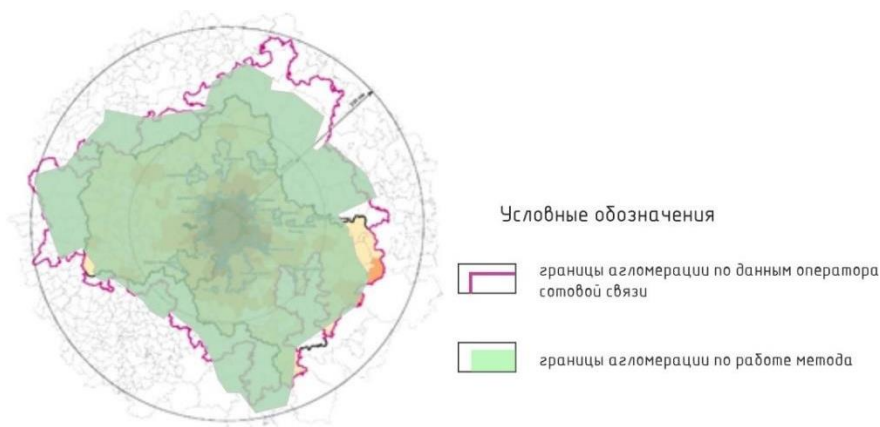 Условные обозначения
границы агломерации по данным оператора
сотовой связи
границы агломерации по работе метода